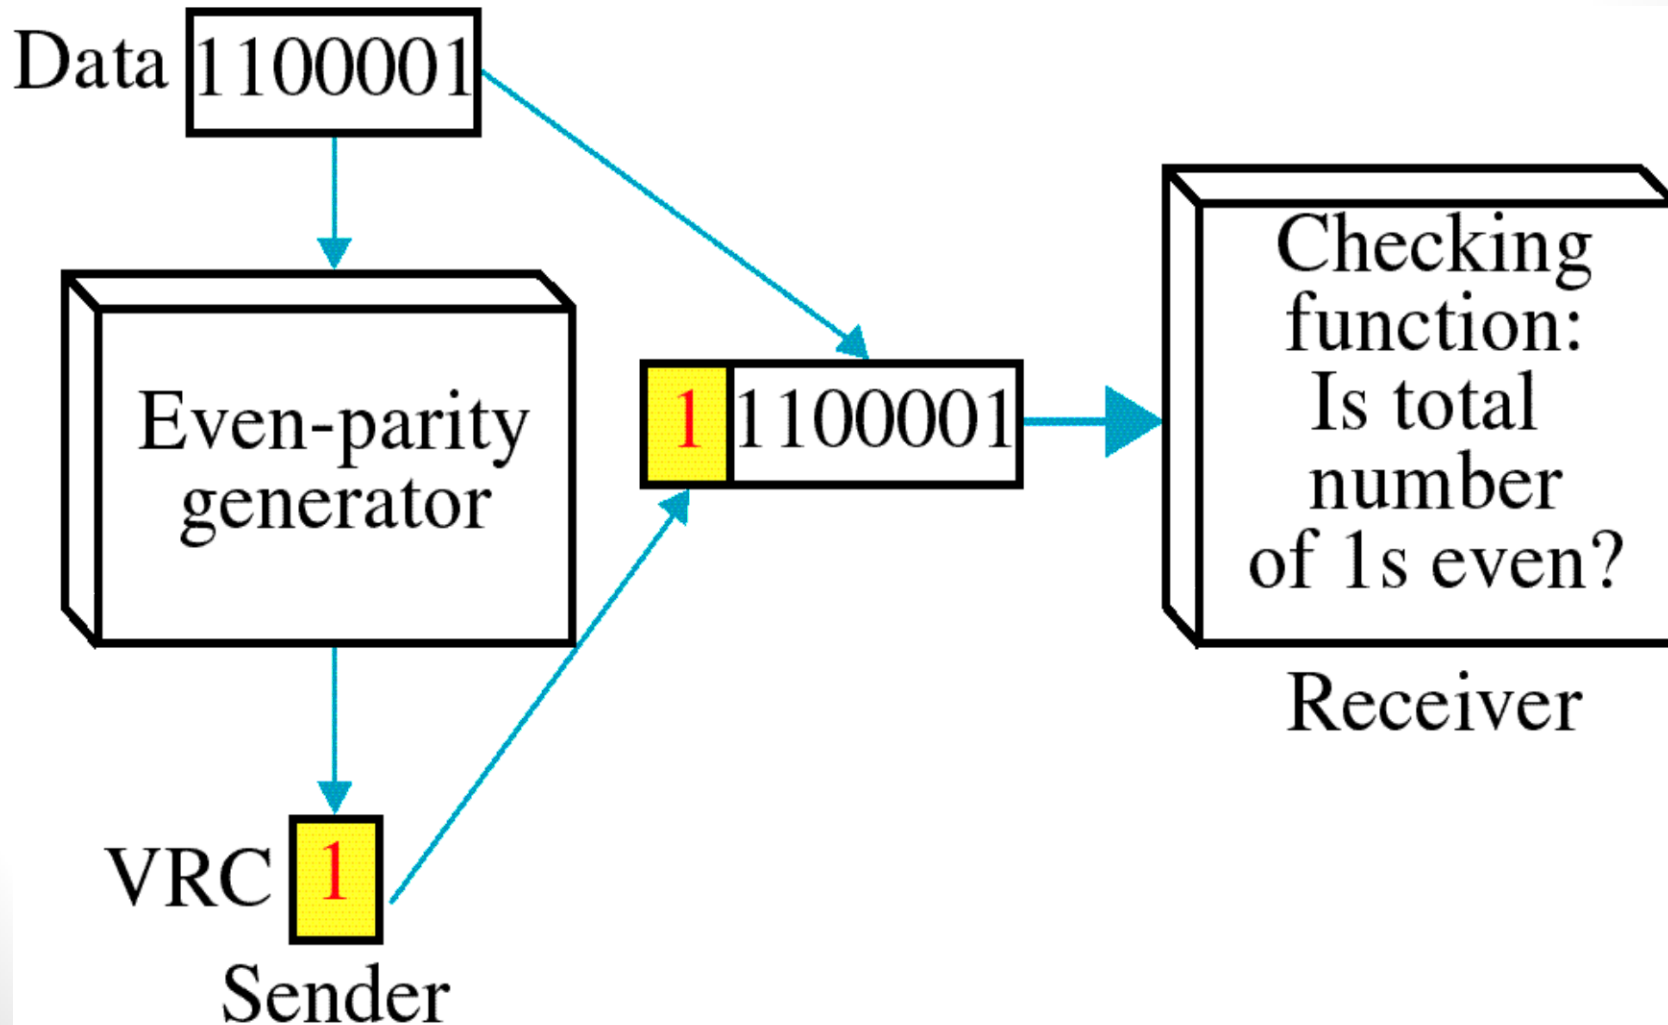 Data 1100001
Even-parity
generator
VRC 1
Sender
1 1100001
Checking
function:
Is total
number
of 1s even?
Receiver